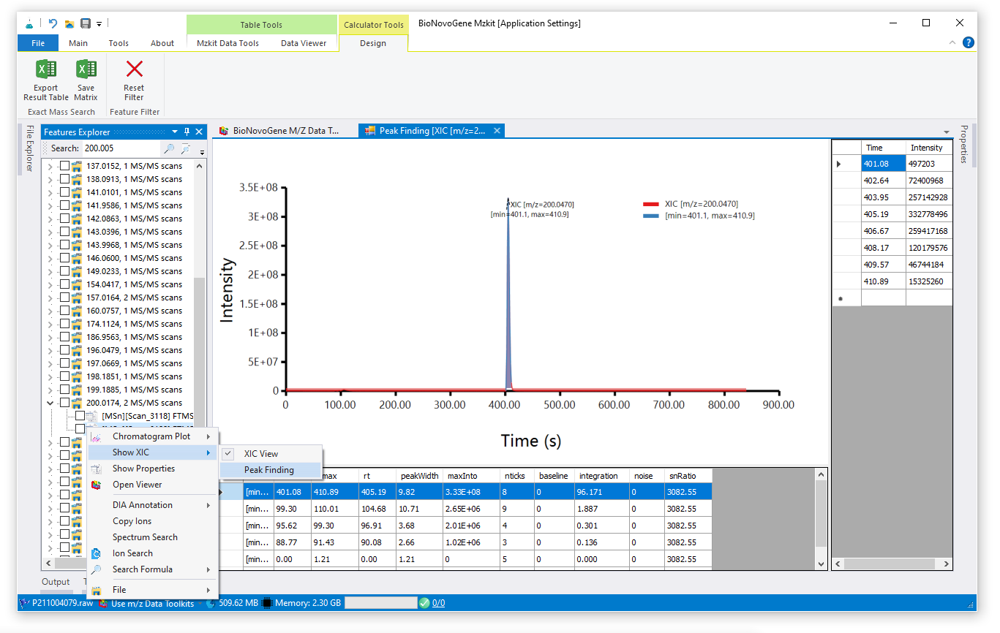 Table Tools
Calculator Tools
BioNovoGene Mzkit [Application Settings]
File
Main
Tools
About
Mzkit Data Tools
Data Viewer
Design
Export
Result Table
Save
Matrix
Reset
Filter
Exact Mass Search
Feature Filter
File Explorer
Features Explorer
Search: 200.005
137.0152, 1 MS/MS scans
138.0913, 1 MS/MS scans
141.0101, 1 MS/MS scans
141.9586, 1 MS/MS scans
142.0863, 1 MS/MS scans
143.0396, 1 MS/MS scans
143.9968, 1 MS/MS scans
146.0600, 1 MS/MS scans
149.0233, 1 MS/MS scans
154.0417, 1 MS/MS scans
157.0164, 2 MS/MS scans
160.0757, 1 MS/MS scans
174.1124, 1 MS/MS scans
186.9563, 1 MS/MS scans
196.0479, 1 MS/MS scans
197.0669, 1 MS/MS scans
198.1851, 1 MS/MS scans
199.1885, 1 MS/MS scans
200.0174, 2 MS/MS scans
[MSn][Scan_3118] FTMS
Chromatogram Plot
Show XIC
Show Properties
Open Viewer
DIA Annotation
Copy Ions
Spectrum Search
Ion Search
Search Formula
File
XIC View
Peak Finding
BioNovoGene M/Z Data T...
Peak Finding [XIC [m/z=2...
3.5E+08
3E+08
2.5E+08
2E+08
1.5E+08
1E+08
5E+07
0
Intensity
XIC [m/z=200.0470]
[min=401.1, max=410.9]
XIC [m/z=200.0470]
[min=401.1, max=410.9]
0 100.00 200.00 300.00 400.00 500.00 600.00 700.00 800.00 900.00
Time (s)
max rt peakWidth maxInto nticks baseline integration noise snRatio
[min... 401.08 410.89 405.19 9.82 3.33E+08 8 0 96.171 0 3082.55
[min... 99.30 110.01 104.68 10.71 2.65E+06 9 0 1.887 0 3082.55
[min... 95.62 99.30 96.91 3.68 2.01E+06 4 0 0.301 0 3082.55
[min... 88.77 91.43 90.08 2.66 1.02E+06 3 0 0.136 0 3082.55
[min... 0.00 1.21 0.00 1.21 0 5 0 0.000 0 3082.55
Time Intensity
401.08 497203
402.64 72400968
403.95 257142928
405.19 332778496
406.67 259417168
408.17 120179576
409.57 46744184
410.89 15325260
Properties
Output
P211004079.raw
Use m/z Data Toolkits
509.62 MB
Memory: 2.30 GB
0/0